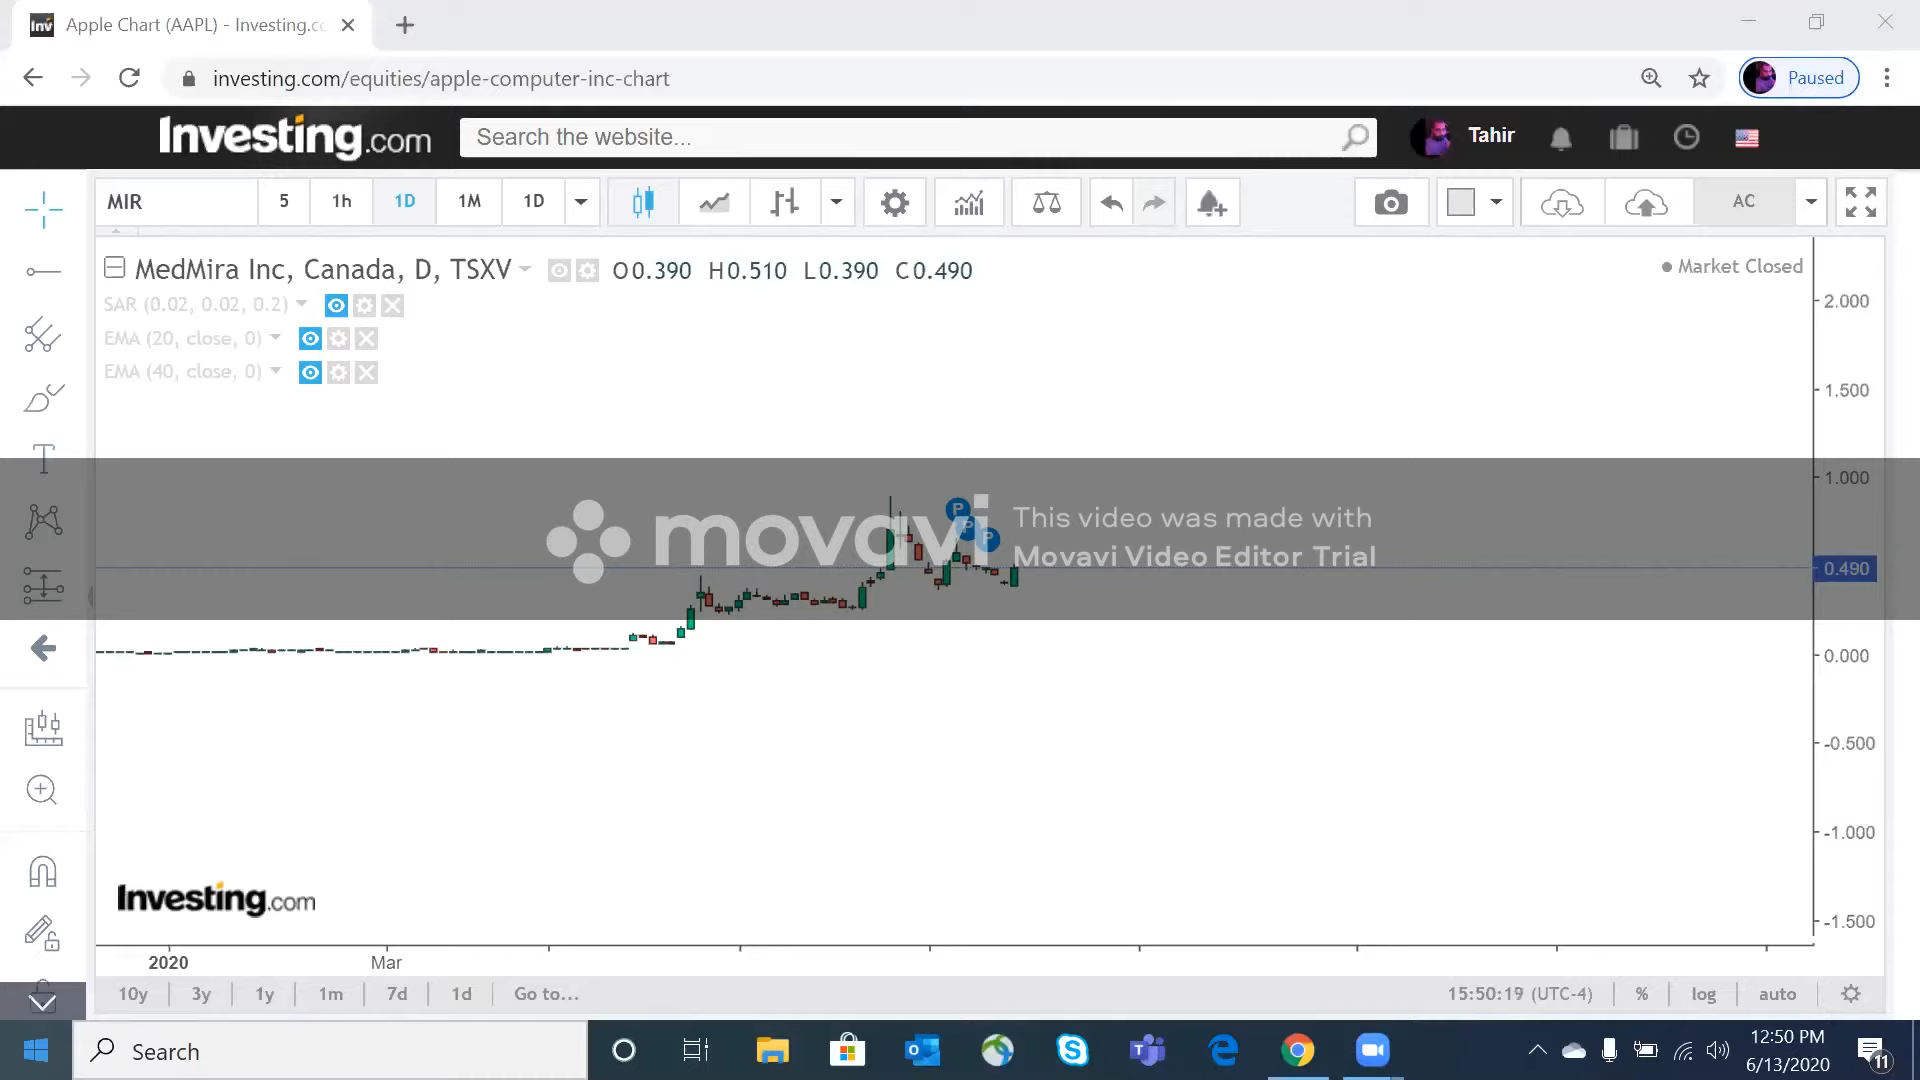 Apple Chart (AAPL) - Investing.co
investing.com/equities/apple-computer-inc-chart
Paused
Investing.com
Search the website...
Tahir
MIR 5 1h 1D 1M 1D AC
MedMira Inc, Canada, D, TSXV O0.390 H0.510 L0.390 C0.490
Market Closed
SAR (0.02, 0.02, 0.2)
EMA (20, close, 0)
EMA (40, close, 0)
2.000
1.500
1.000
0.490
0.000
-0.500
-1.000
-1.500
P
P
P
movavi
This video was made with
Movavi Video Editor Trial
Investing.com
2020 Mar
10y 3y 1y 1m 7d 1d Go to... 15:50:19 (UTC-4) % log auto
Search
12:50 PM
6/13/2020
11